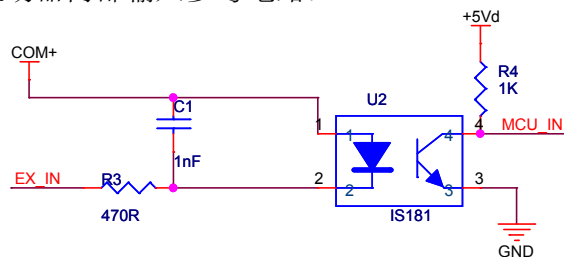 COM+
C1
1nF
EX_IN
R3
470R
1
2
U2
1
2
4
3
IS181
4
3
+5Vd
R4
1K
MCU_IN
GND